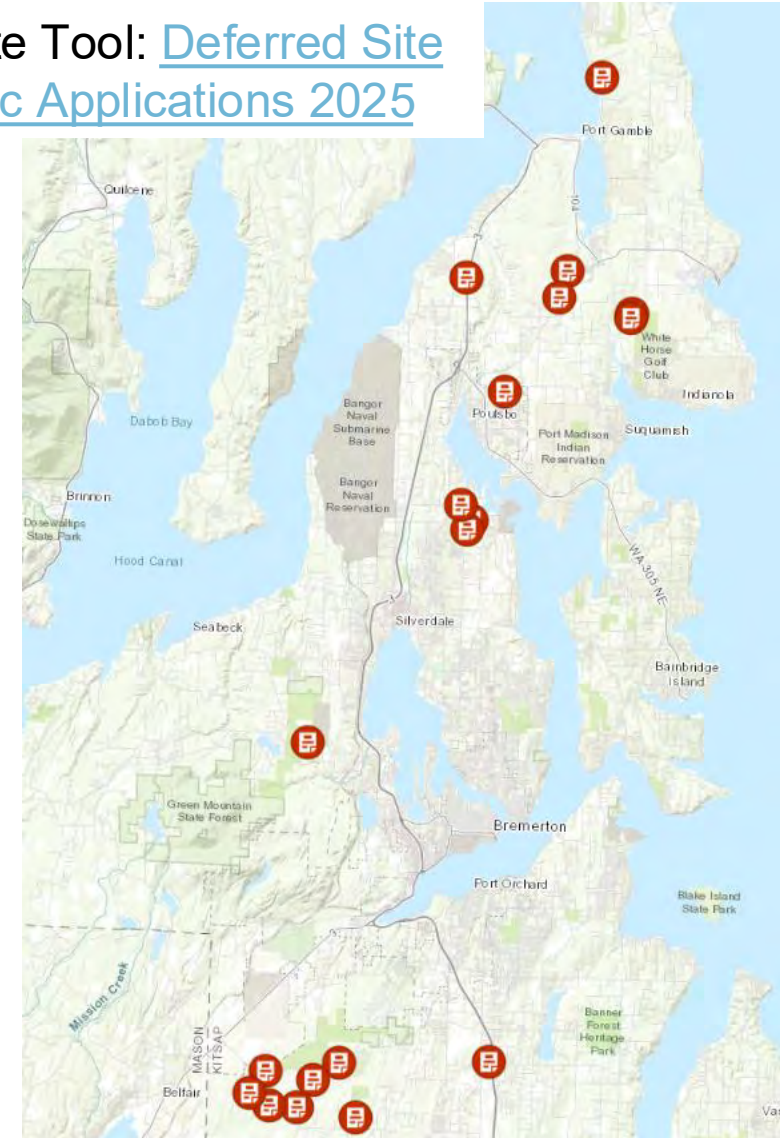 te Tool: Deferred Site
c Applications 2025
Port Gamble
Quilcene
104
3
White
Horse
Golf
Club
Indianola
Bangor
Naval
Submarine
Base
Poulsbo
Dabob Bay
Port Madison
Indian
Reservation
Suquamish
Bangor
Naval
Reservation
Brinnon
Dosewallips
State Park
Hood Canal
WA-305 NE
Seabeck
Silverdale
Bainbridge
Island
Green Mountain
State Forest
Bremerton
Port Orchard
Blake Island
State Park
Mission Creek
Banner
Forest
Heritage
Park
MASON
KITSAP
Belfair
Va